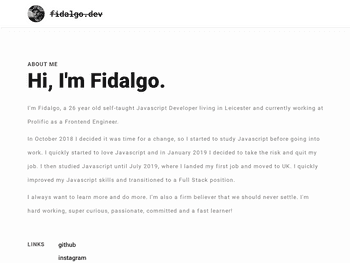 fidalgo.dev
ABOUT ME
Hi, I'm Fidalgo.
I'm Fidalgo, a 26 year old self-taught Javascript Developer living in Leicester and currently working at
Prolific as a Frontend Engineer.
In October 2018 I decided it was time for a change, so I started to study Javascript before going into
work. I quickly started to love Javascript and in January 2019 I decided to take the risk and quit my
job. I then studied Javascript until July 2019, where I landed my first job and moved to UK. I quickly
improved my Javascript skills and transitioned to a Full Stack position.
I always want to learn more and do more, I'm also a firm believer that we should never settle. I'm
hard working, super curious, passionate, committed and a fast learner!
LINKS github
instagram